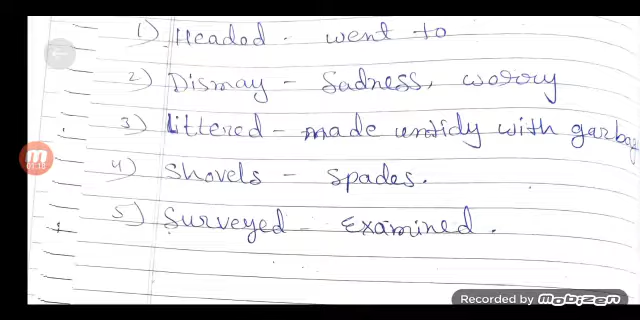 1) Headed - went to
2) Dismay - Sadness, worry
3) Littered - made untidy with garbag
4) Shovels - Spades.
5) Surveyed - Examined.
Recorded by mobizen